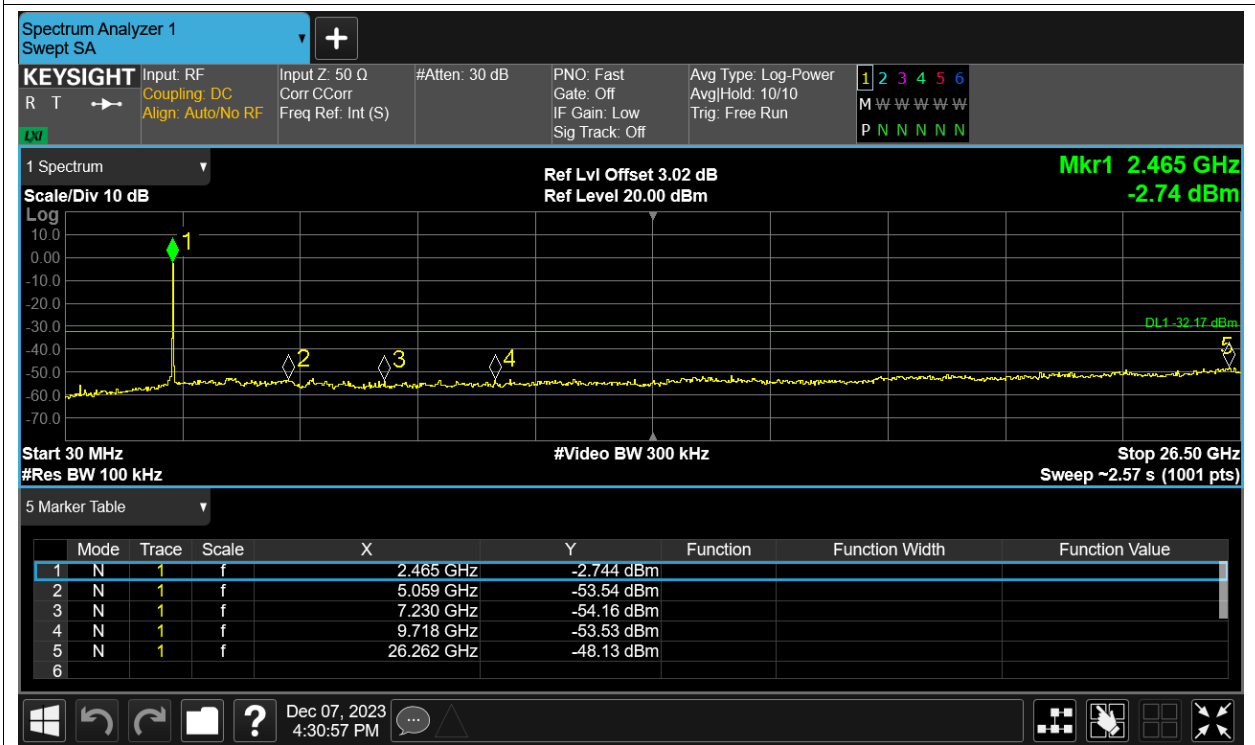 Spectrum Analyzer 1
Swept SA
KEYSIGHT
R T
LXI
Input: RF
Coupling: DC
Align: Auto/No RF
Input Z: 50 Ω
Corr CCorr
Freq Ref: Int (S)
#Atten: 30 dB
PNO: Fast
Gate: Off
IF Gain: Low
Sig Track: Off
Avg Type: Log-Power
Avg|Hold: 10/10
Trig: Free Run
1 2 3 4 5 6
M W W W W W
P N N N N N
1 Spectrum
Scale/Div 10 dB
Ref Lvl Offset 3.02 dB
Ref Level 20.00 dBm
Mkr1 2.465 GHz
-2.74 dBm
Log
10.0
0.00
-10.0
-20.0
-30.0
-40.0
-50.0
-60.0
-70.0
1
2
3
4
5
DL1 -32.17 dBm
Start 30 MHz
#Res BW 100 kHz
#Video BW 300 kHz
Stop 26.50 GHz
Sweep ~2.57 s (1001 pts)
5 Marker Table
Mode Trace Scale X Y Function Function Width Function Value
1 N 1 f 2.465 GHz -2.744 dBm
2 N 1 f 5.059 GHz -53.54 dBm
3 N 1 f 7.230 GHz -54.16 dBm
4 N 1 f 9.718 GHz -53.53 dBm
5 N 1 f 26.262 GHz -48.13 dBm
6
?
Dec 07, 2023
4:30:57 PM